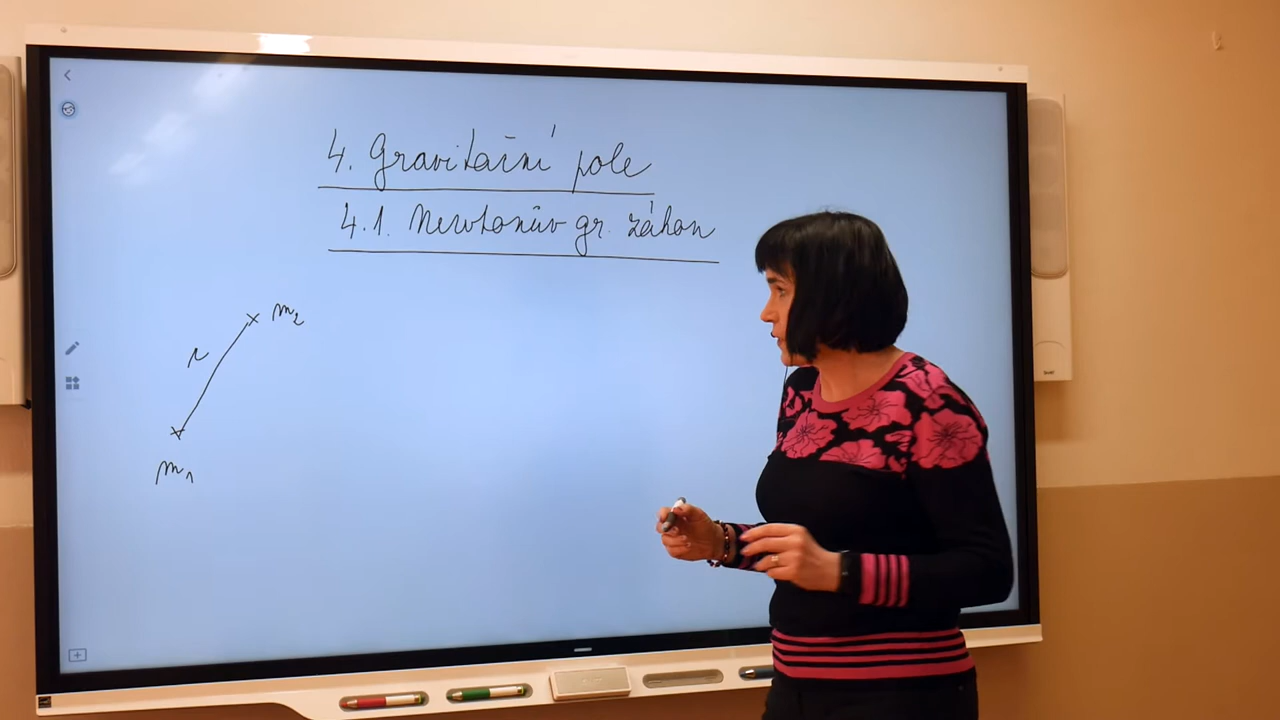 4. Gravitační pole
4.1. Newtonův gr. zákon
m₂
r
m₁